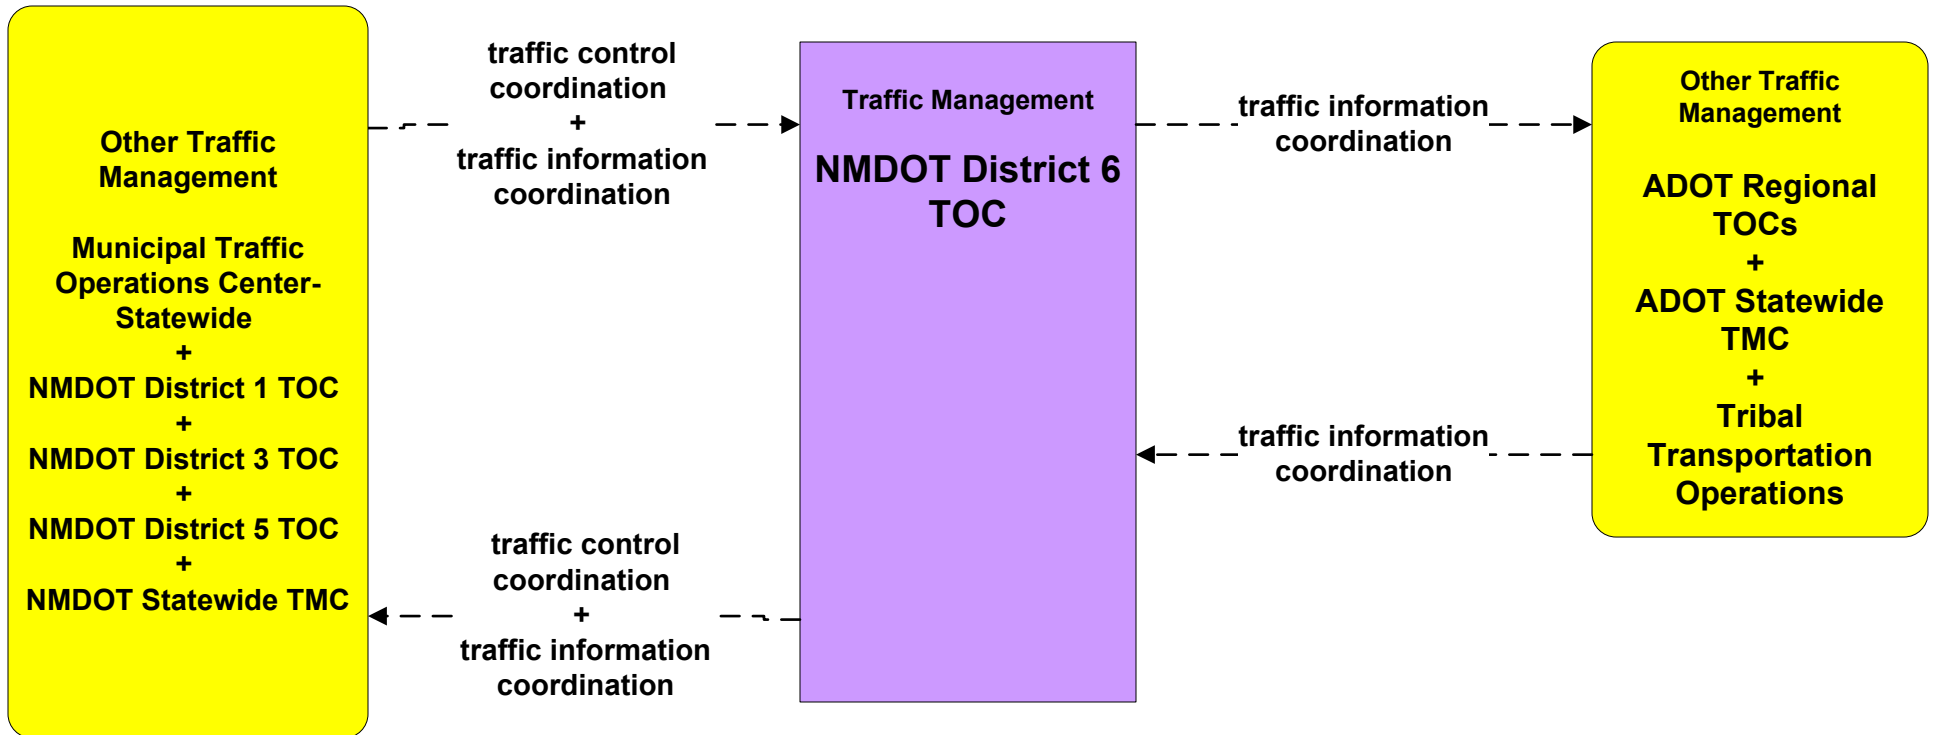 Other Traffic
Management
Municipal Traffic
Operations Center-
Statewide
+
NMDOT District 1 TOC
+
NMDOT District 3 TOC
+
NMDOT District 5 TOC
+
NMDOT Statewide TMC
traffic control
coordination
+
traffic information
coordination
traffic control
coordination
+
traffic information
coordination
Traffic Management
NMDOT District 6
TOC
traffic information
coordination
traffic information
coordination
Other Traffic
Management
ADOT Regional
TOCs
+
ADOT Statewide
TMC
+
Tribal
Transportation
Operations